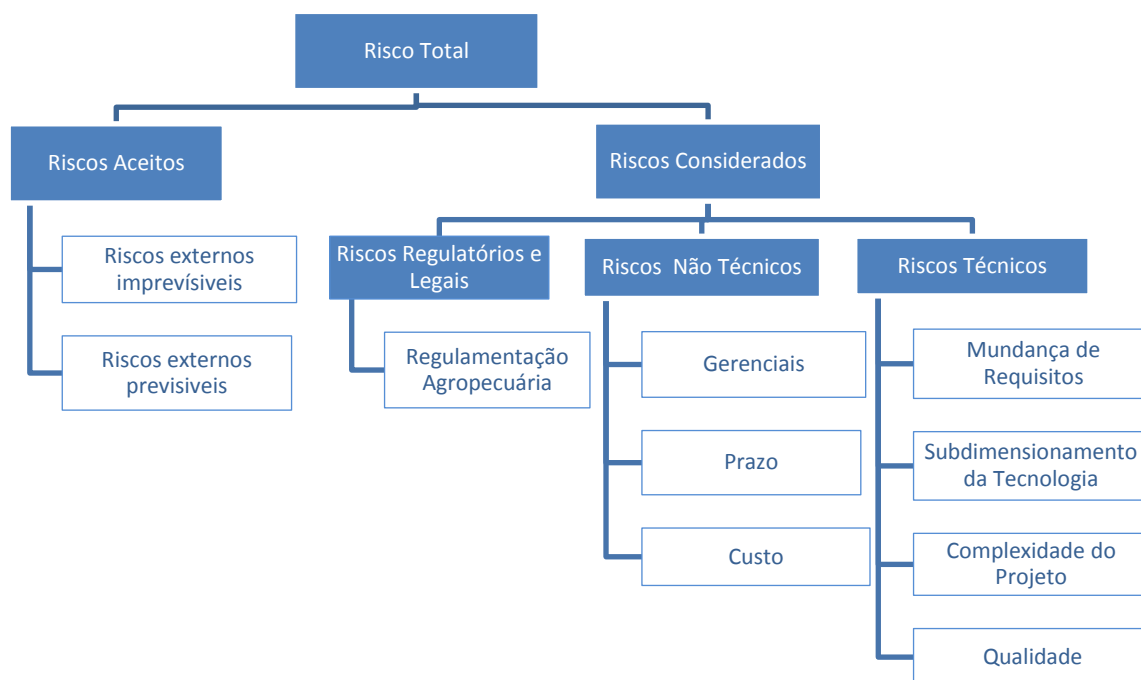 Risco Total
Riscos Aceitos
Riscos Considerados
Riscos externos
imprevísiveis
Riscos externos
previsiveis
Riscos Regulatórios e
Legais
Regulamentação
Agropecuária
Riscos Não Técnicos
Gerenciais
Prazo
Custo
Riscos Técnicos
Mundança de
Requisitos
Subdimensionamento
da Tecnologia
Complexidade do
Projeto
Qualidade